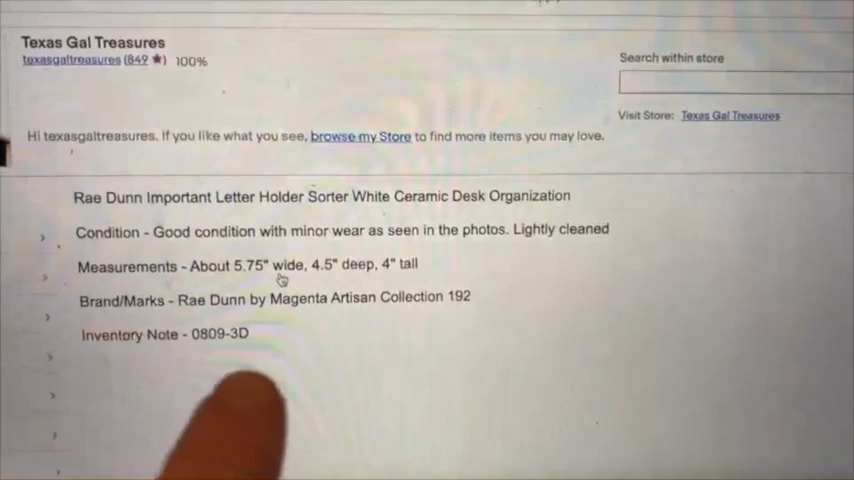 Texas Gal Treasures
texasgaltreasures (849 ★) 100%
Search within store
Visit Store: Texas Gal Treasures
Hi texasgaltreasures. If you like what you see, browse my Store to find more items you may love.
Rae Dunn Important Letter Holder Sorter White Ceramic Desk Organization
Condition - Good condition with minor wear as seen in the photos. Lightly cleaned
Measurements - About 5.75" wide, 4.5" deep, 4" tall
Brand/Marks - Rae Dunn by Magenta Artisan Collection 192
Inventory Note - 0809-3D